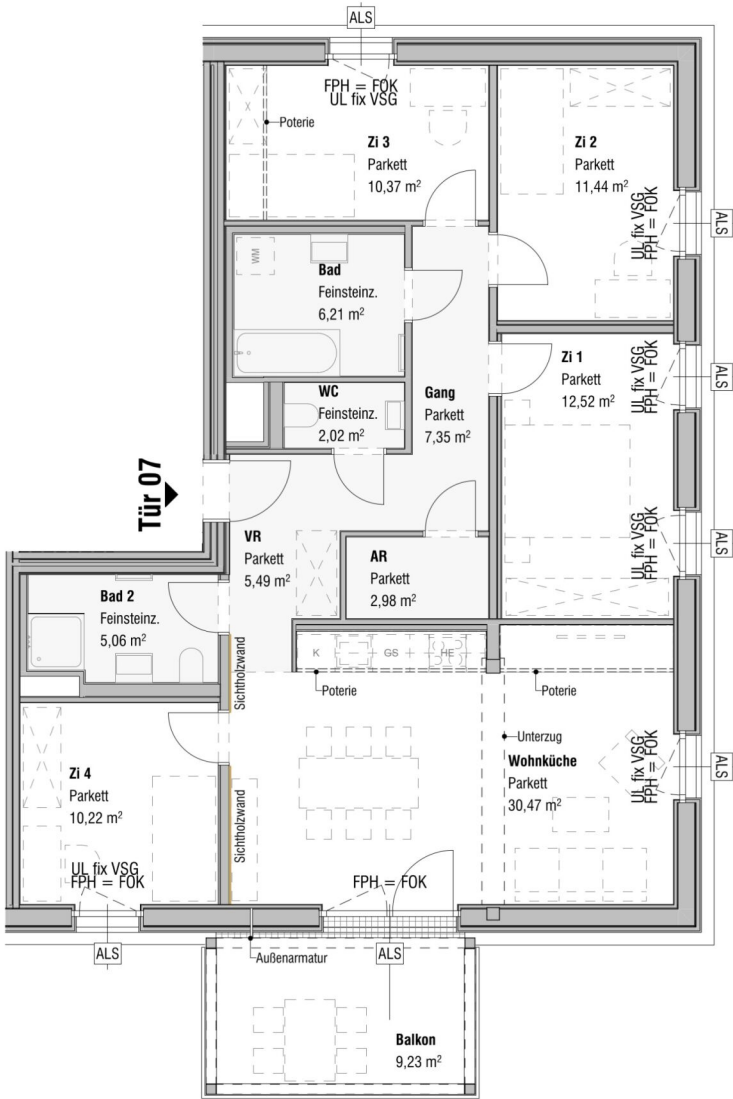 ALS
FPH = FOK
UL fix VSG
Poterie
Zi 3
Parkett
10,37 m²
Zi 2
Parkett
11,44 m²
UL fix VSG
FPH = FOK
ALS
WM
Bad
Feinsteinz.
6,21 m²
Zi 1
Parkett
12,52 m²
UL fix VSG
FPH = FOK
ALS
WC
Feinsteinz.
2,02 m²
Gang
Parkett
7,35 m²
Tür 07
VR
Parkett
5,49 m²
AR
Parkett
2,98 m²
UL fix VSG
FPH = FOK
ALS
Bad 2
Feinsteinz.
5,06 m²
Sichtholzwand
K
GS
HE
Poterie
Poterie
Unterzug
Wohnküche
Parkett
30,47 m²
UL fix VSG
FPH = FOK
ALS
Zi 4
Parkett
10,22 m²
Sichtholzwand
UL fix VSG
FPH = FOK
FPH = FOK
ALS
Außenarmatur
ALS
Balkon
9,23 m²